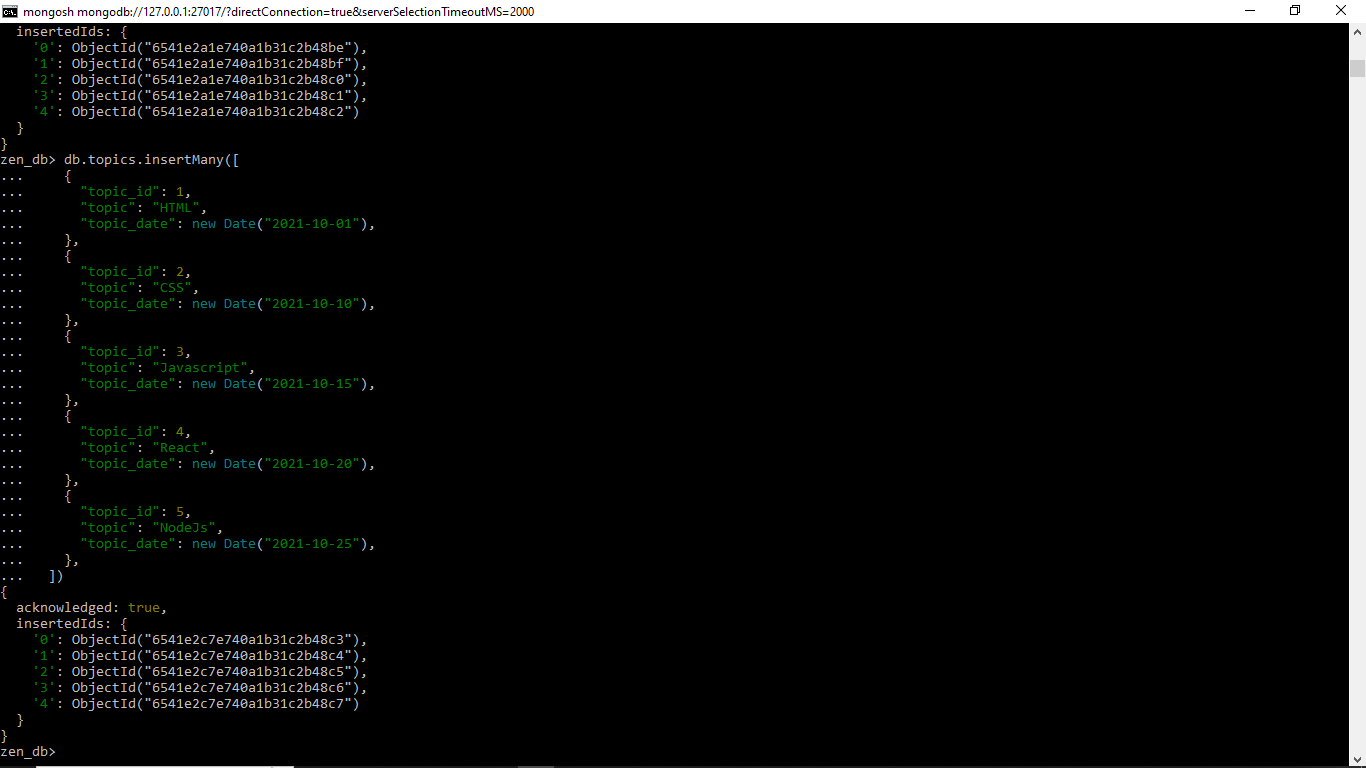 mongosh mongodb://127.0.0.1:27017/?directConnection=true&serverSelectionTimeoutMS=2000
  insertedIds: {
    '0': ObjectId("6541e2a1e740a1b31c2b48be"),
    '1': ObjectId("6541e2a1e740a1b31c2b48bf"),
    '2': ObjectId("6541e2a1e740a1b31c2b48c0"),
    '3': ObjectId("6541e2a1e740a1b31c2b48c1"),
    '4': ObjectId("6541e2a1e740a1b31c2b48c2")
  }
}
zen_db> db.topics.insertMany([
...     {
...       "topic_id": 1,
...       "topic": "HTML",
...       "topic_date": new Date("2021-10-01"),
...     },
...     {
...       "topic_id": 2,
...       "topic": "CSS",
...       "topic_date": new Date("2021-10-10"),
...     },
...     {
...       "topic_id": 3,
...       "topic": "Javascript",
...       "topic_date": new Date("2021-10-15"),
...     },
...     {
...       "topic_id": 4,
...       "topic": "React",
...       "topic_date": new Date("2021-10-20"),
...     },
...     {
...       "topic_id": 5,
...       "topic": "NodeJs",
...       "topic_date": new Date("2021-10-25"),
...     },
...   ])
{
  acknowledged: true,
  insertedIds: {
    '0': ObjectId("6541e2c7e740a1b31c2b48c3"),
    '1': ObjectId("6541e2c7e740a1b31c2b48c4"),
    '2': ObjectId("6541e2c7e740a1b31c2b48c5"),
    '3': ObjectId("6541e2c7e740a1b31c2b48c6"),
    '4': ObjectId("6541e2c7e740a1b31c2b48c7")
  }
}
zen_db>